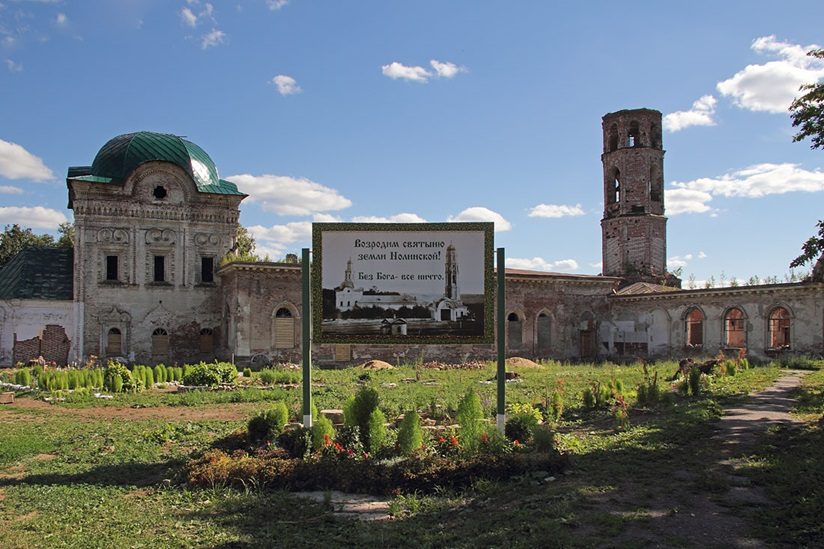 Возродим святыню
земли Нолинской!
Без Бога- все ничто.